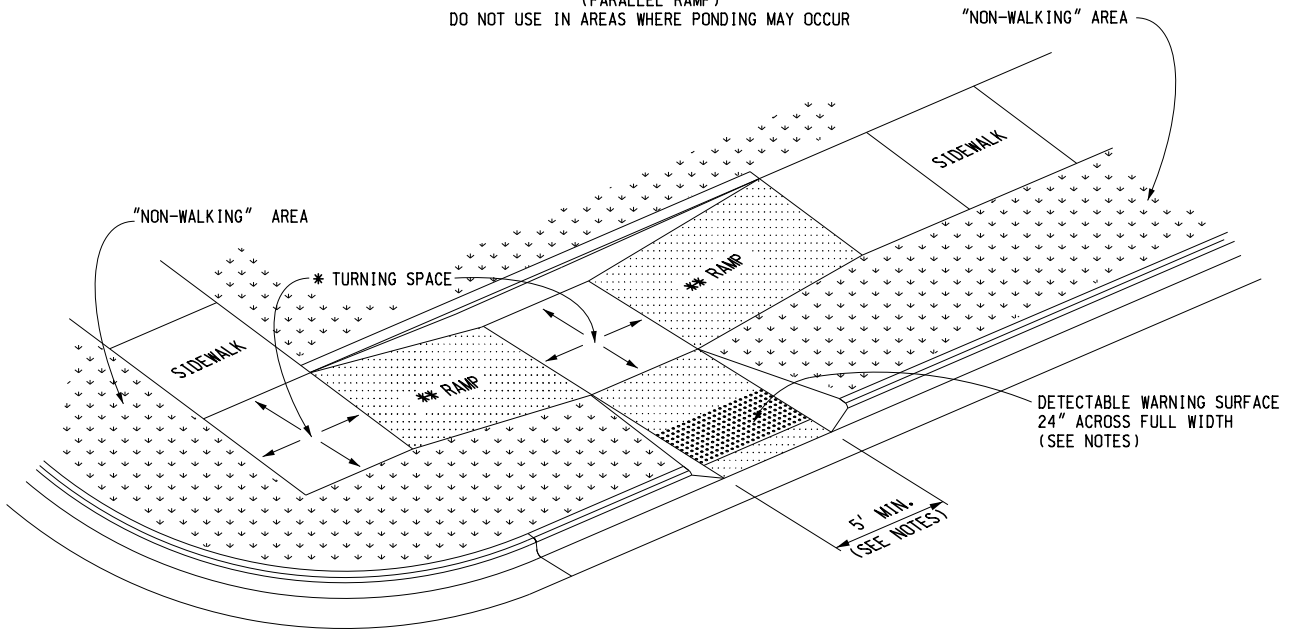 (PARALLEL RAMP)
DO NOT USE IN AREAS WHERE PONDING MAY OCCUR
"NON-WALKING" AREA
SIDEWALK
"NON-WALKING" AREA
** RAMP
* TURNING SPACE
SIDEWALK
** RAMP
DETECTABLE WARNING SURFACE
24" ACROSS FULL WIDTH
(SEE NOTES)
5' MIN.
(SEE NOTES)